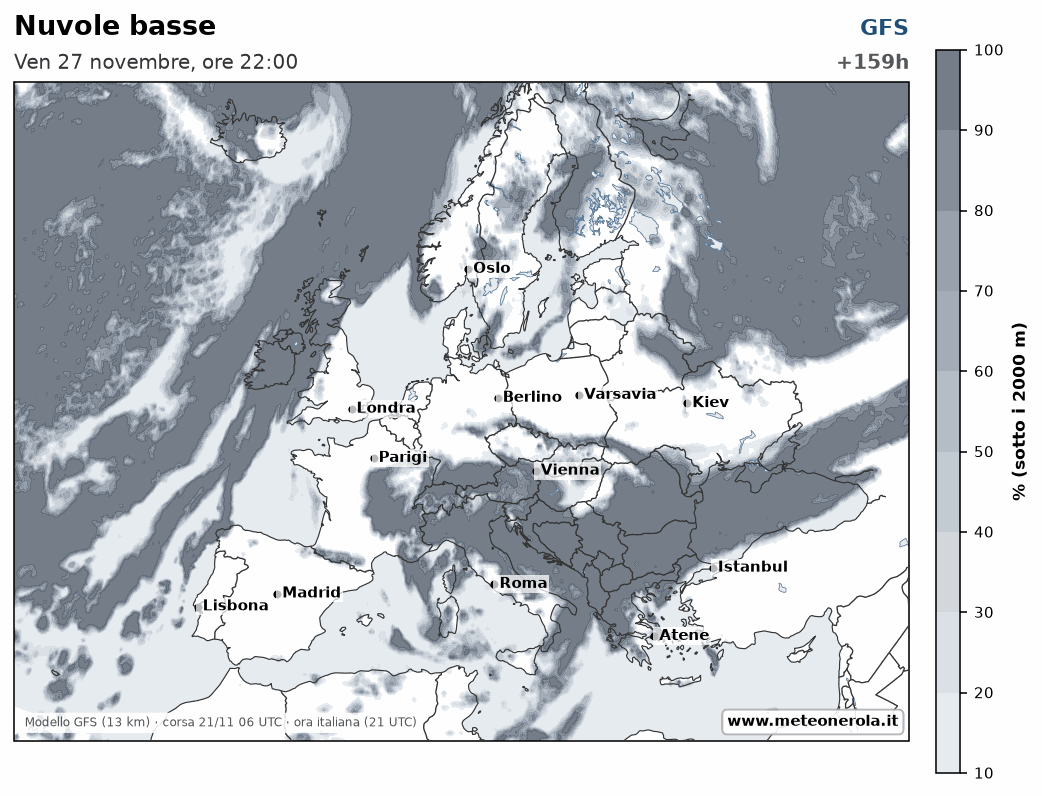 Nuvole basse
GFS
Ven 27 novembre, ore 22:00
+159h
100
90
80
70
60
50
40
30
20
10
% (sotto i 2000 m)
Oslo
Berlino
Varsavia
Kiev
Londra
Parigi
Vienna
Istanbul
Roma
Madrid
Lisbona
Atene
Modello GFS (13 km) · corsa 21/11 06 UTC · ora italiana (21 UTC)
www.meteonerola.it